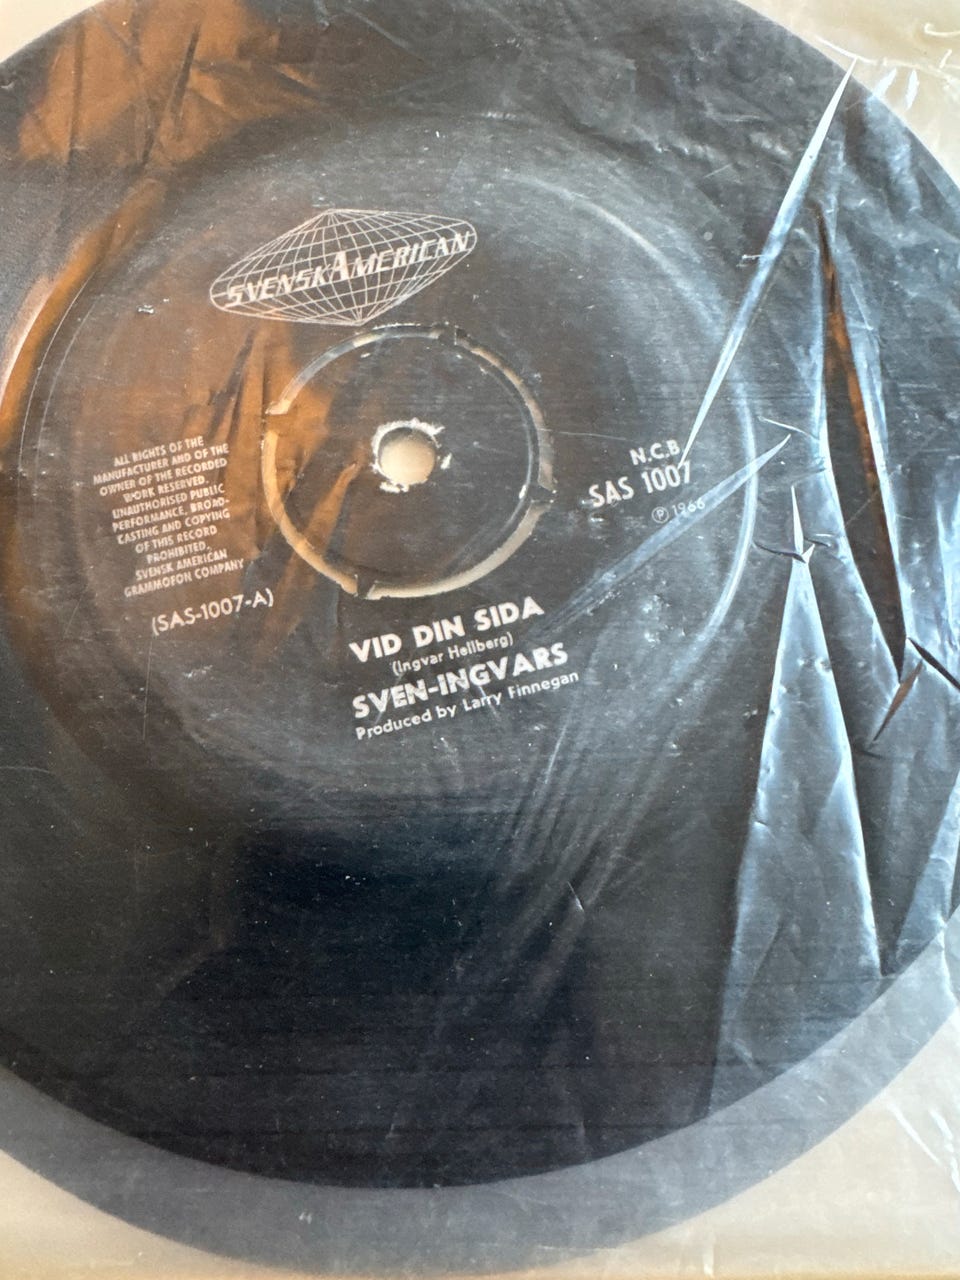 SVENSKAMERICAN
ALL RIGHTS OF THE
MANUFACTURER AND OF THE
OWNER OF THE RECORDED
WORK RESERVED.
UNAUTHORISED PUBLIC
PERFORMANCE, BROAD-
CASTING AND COPYING
OF THIS RECORD
PROHIBITED.
SVENSK AMERICAN
GRAMMOFON COMPANY
(SAS-1007-A)
N.C.B.
SAS 1007
Ⓟ 1966
VID DIN SIDA
(Ingvar Hellberg)
SVEN-INGVARS
Produced by Larry Finnegan